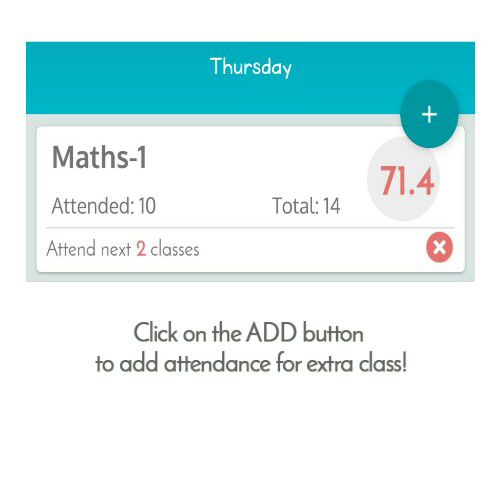 Thursday
+
Maths-1
71.4
Attended: 10 Total: 14
Attend next 2 classes
Click on the ADD button
to add attendance for extra class!